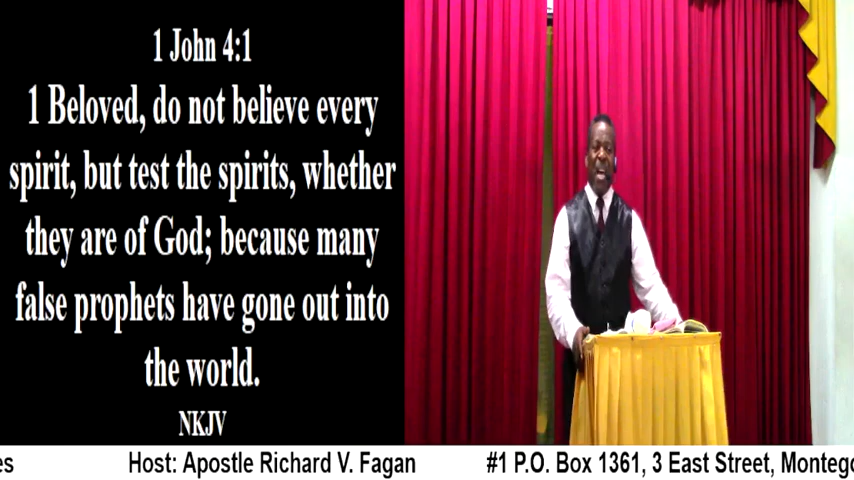 1 John 4:1
1 Beloved, do not believe every
spirit, but test the spirits, whether
they are of God; because many
false prophets have gone out into
the world.
NKJV
es Host: Apostle Richard V. Fagan #1 P.O. Box 1361, 3 East Street, Montego